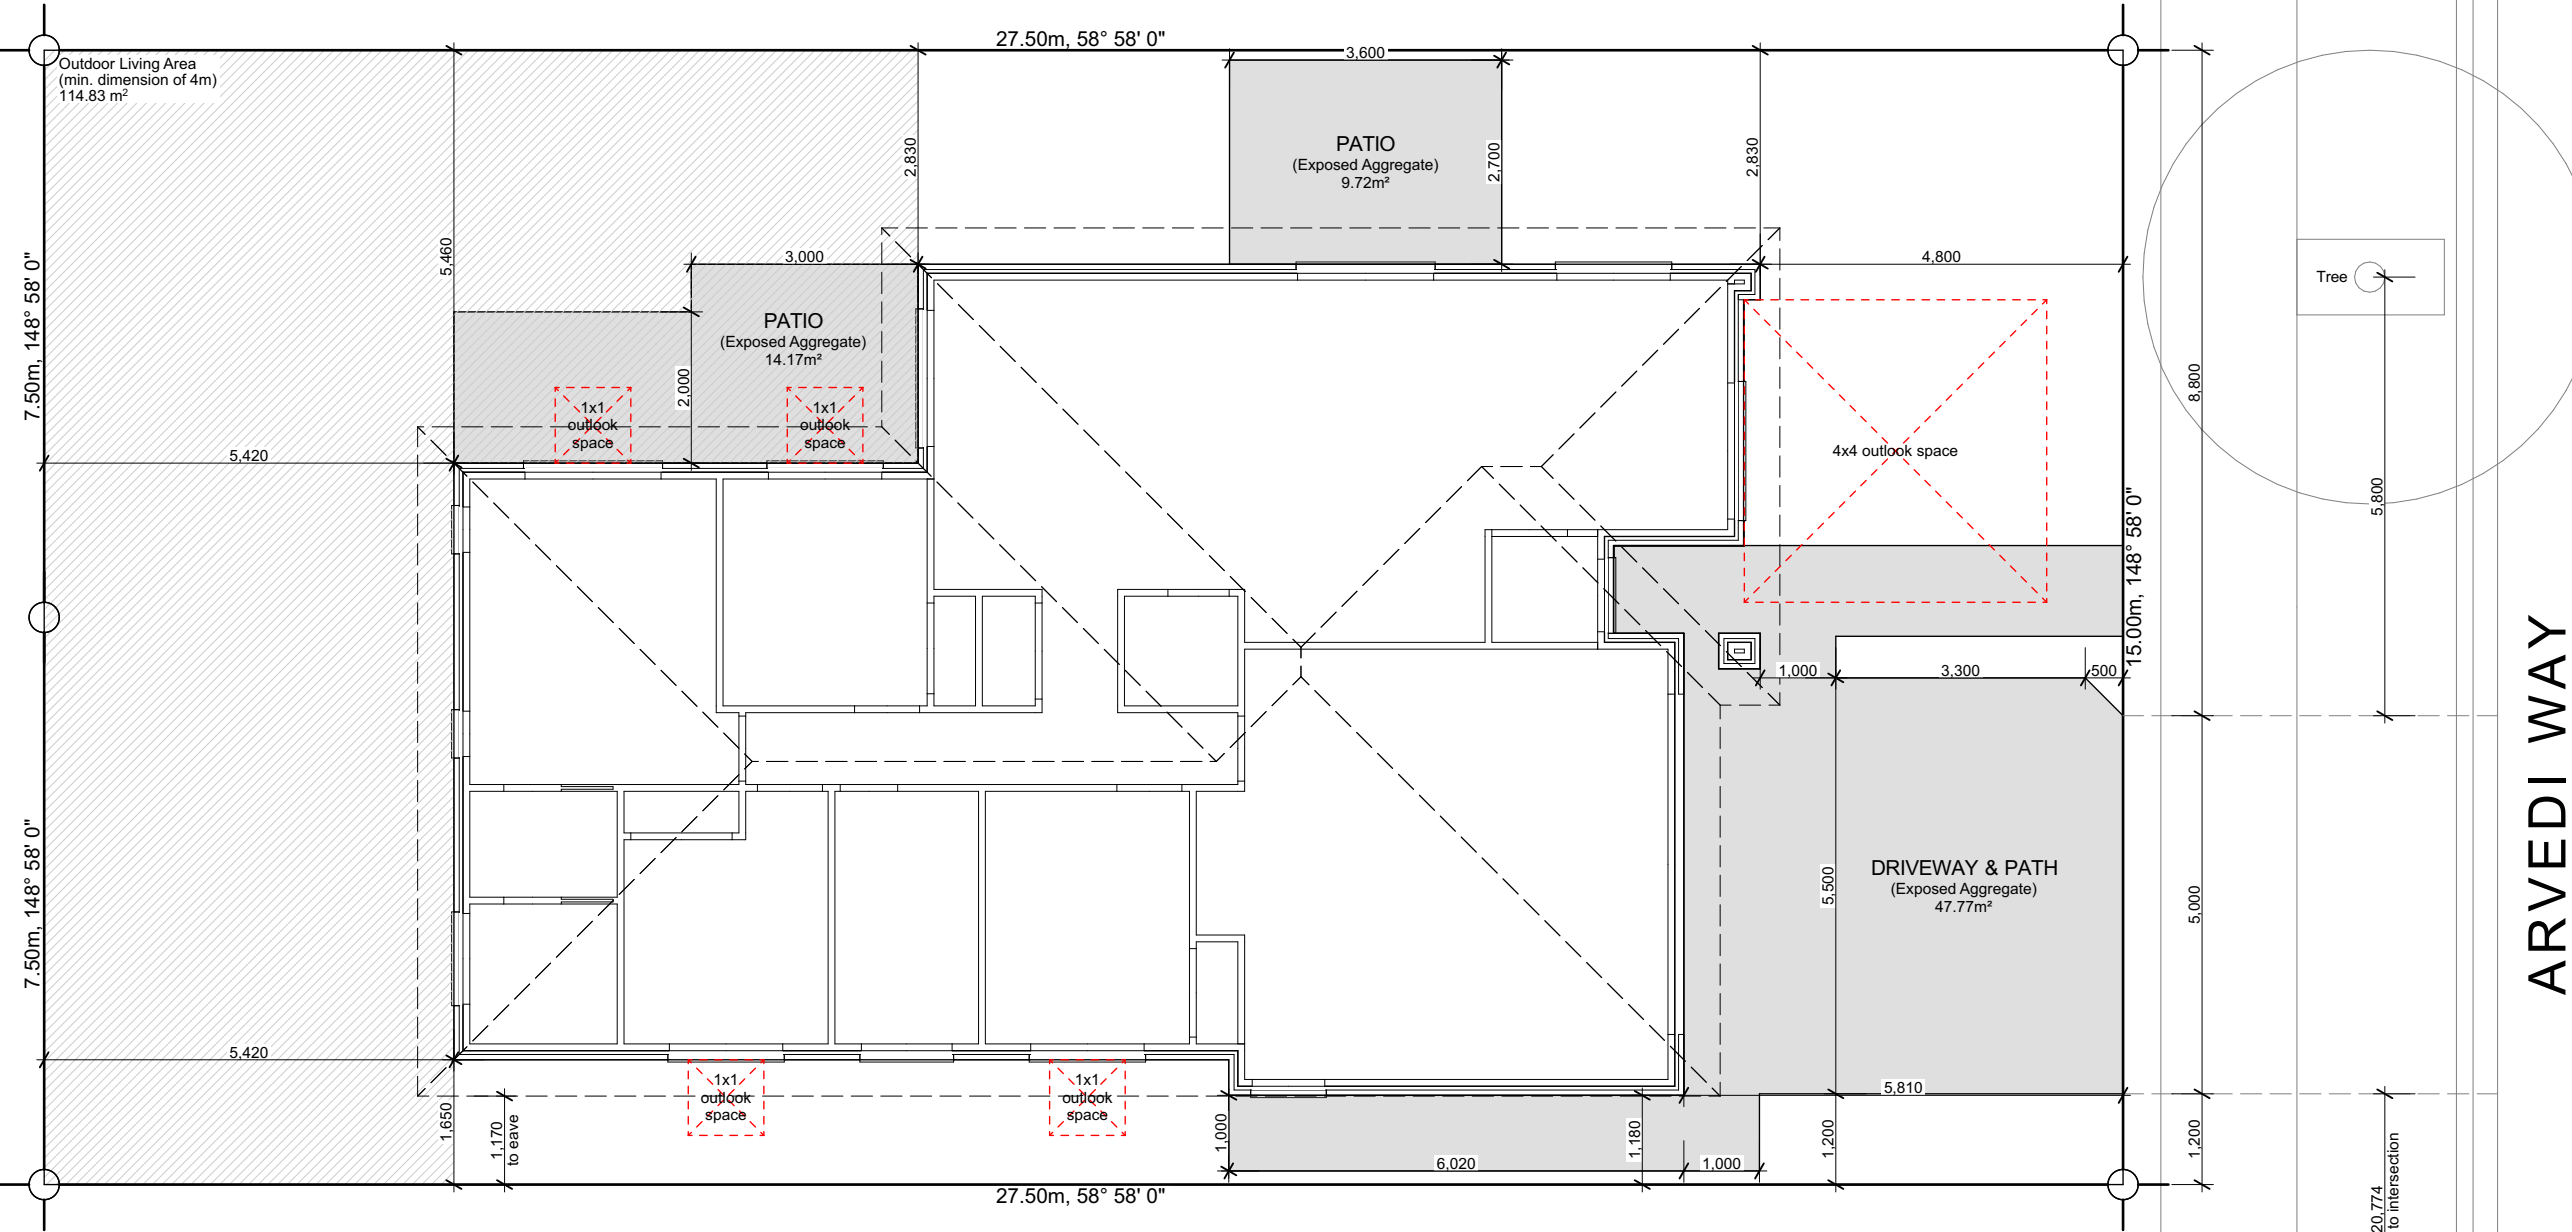 27.50m, 58° 58' 0"
Outdoor Living Area
(min. dimension of 4m)
114.83 m²
3,600
PATIO
(Exposed Aggregate)
9.72m²
2,830
2,700
2,830
5,460
3,000
4,800
7.50m, 148° 58' 0"
PATIO
(Exposed Aggregate)
14.17m²
2,000
1x1
outlook
space
1x1
outlook
space
5,420
4x4 outlook space
Tree
8,800
5,800
15.00m, 148° 58' 0"
1,000
3,300
500
ARVEDI WAY
7.50m, 148° 58' 0"
DRIVEWAY & PATH
(Exposed Aggregate)
47.77m²
5,500
5,000
5,420
5,810
1,650
1,170
to eave
1x1
outlook
space
1x1
outlook
space
1,000
6,020
1,180
1,000
1,200
1,200
20,774
to intersection
27.50m, 58° 58' 0"